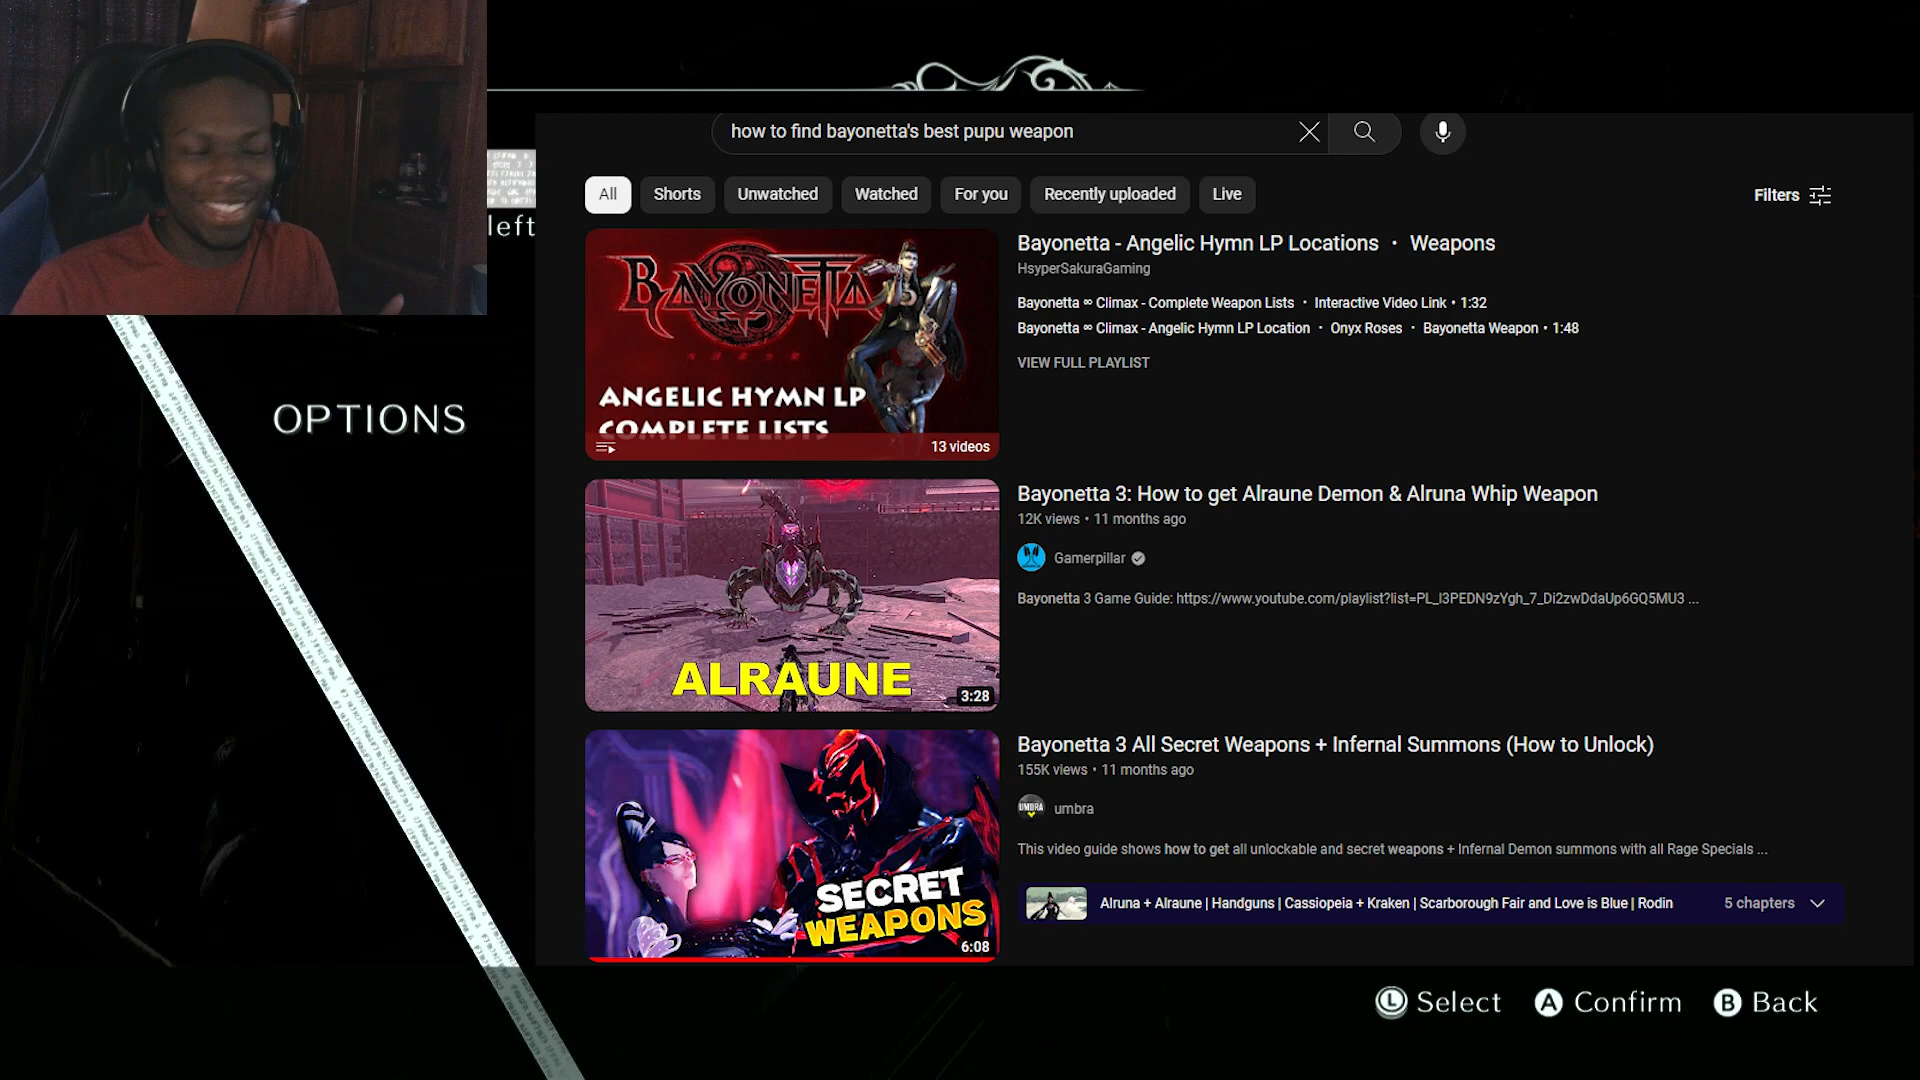 how to find bayonetta's best pupu weapon
All
Shorts
Unwatched
Watched
For you
Recently uploaded
Live
Filters
left
OPTIONS
BAYONETTA
ANGELIC HYMN LP
COMPLETE LISTS
13 videos
Bayonetta - Angelic Hymn LP Locations · Weapons
HsyperSakuraGaming
Bayonetta ∞ Climax - Complete Weapon Lists · Interactive Video Link • 1:32
Bayonetta ∞ Climax - Angelic Hymn LP Location · Onyx Roses · Bayonetta Weapon • 1:48
VIEW FULL PLAYLIST
ALRAUNE
3:28
Bayonetta 3: How to get Alraune Demon & Alruna Whip Weapon
12K views • 11 months ago
Gamerpillar
Bayonetta 3 Game Guide: https://www.youtube.com/playlist?list=PL_I3PEDN9zYgh_7_Di2zwDdaUp6GQ5MU3 ...
SECRET
WEAPONS
6:08
Bayonetta 3 All Secret Weapons + Infernal Summons (How to Unlock)
155K views • 11 months ago
UMBRA
umbra
This video guide shows how to get all unlockable and secret weapons + Infernal Demon summons with all Rage Specials ...
Alruna + Alraune | Handguns | Cassiopeia + Kraken | Scarborough Fair and Love is Blue | Rodin
5 chapters
L Select
A Confirm
B Back